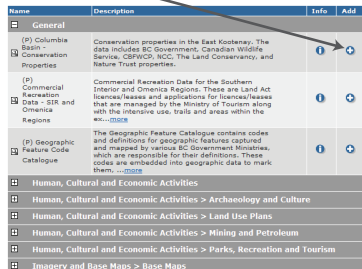 Name Description Info Add
General
(P) Columbia
Basin -
Conservation
Properties
Conservation properties in the East Kootenay. The
data includes BC Government, Canadian Wildlife
Service, CBFWCP, NCC, The Land Conservancy, and
Nature Trust properties.
(P)
Commercial
Recreation
Data - SIR and
Omenica
Regions
Commercial Recreation Data for the Southern
Interior and Omenica Regions. These are Land Act
licences/leases and applications for licences/leases
that are managed by the Ministry of Tourism along
with the intensive use, trails and areas within the
ex...more
(P) Geographic
Feature Code
Catalogue
The Geographic Feature Catalogue contains codes
and definitions for geographic features captured
and mapped by various BC Government Ministries,
which are responsible for their definitions. These
codes are embedded into geographic data to mark
them, ...more
Human, Cultural and Economic Activities
Human, Cultural and Economic Activities > Archaeology and Culture
Human, Cultural and Economic Activities > Land Use Plans
Human, Cultural and Economic Activities > Mining and Petroleum
Human, Cultural and Economic Activities > Parks, Recreation and Tourism
Imagery and Base Maps > Base Maps